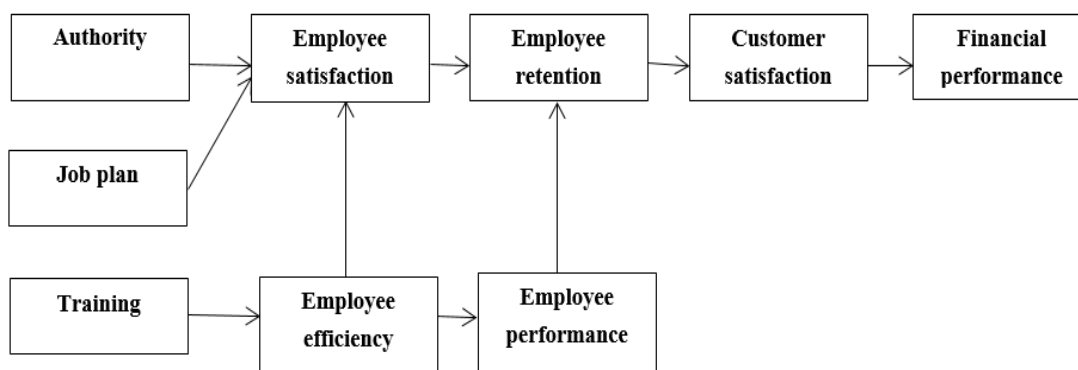 Authority
Employee
satisfaction
Employee
retention
Customer
satisfaction
Financial
performance
Job plan
Training
Employee
efficiency
Employee
performance